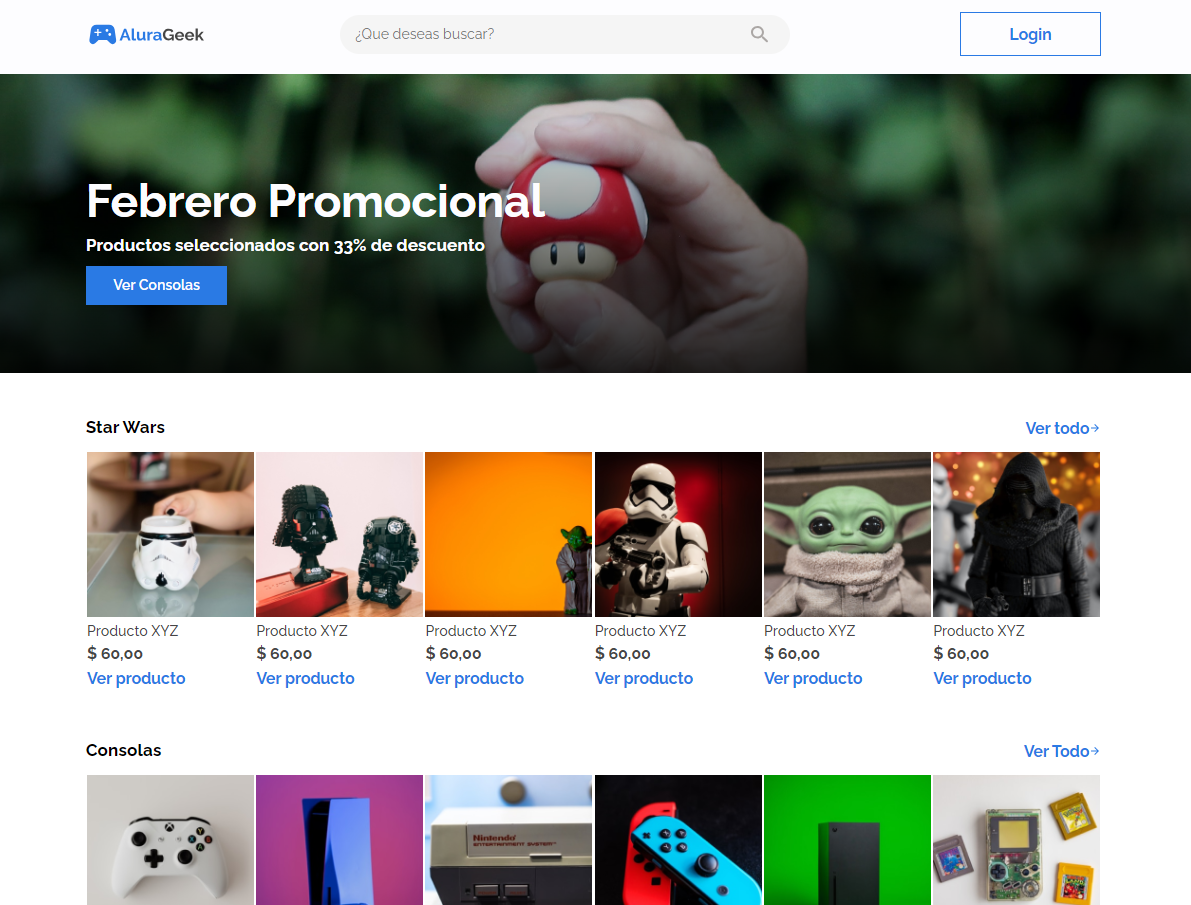 AluraGeek
¿Que deseas buscar?
Login
Febrero Promocional
Productos seleccionados con 33% de descuento
Ver Consolas
Star Wars
Ver todo→
Producto XYZ
$ 60,00
Ver producto
Producto XYZ
$ 60,00
Ver producto
Producto XYZ
$ 60,00
Ver producto
Producto XYZ
$ 60,00
Ver producto
Producto XYZ
$ 60,00
Ver producto
Producto XYZ
$ 60,00
Ver producto
Consolas
Ver Todo→
Nintendo
ENTERTAINMENT SYSTEM